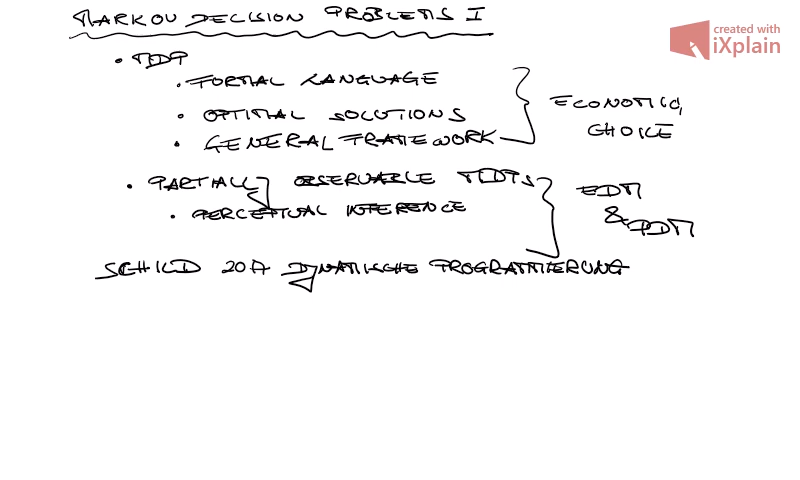 MARKOV DECISION PROBLEMS I
created with
iXplain
• MDP
• FORMAL LANGUAGE
• OPTIMAL SOLUTIONS
• GENERAL FRAMEWORK
ECONOMIC,
CHOICE
• PARTIALLY OBSERVABLE MDPS
• PERCEPTUAL INFERENCE
EDM
& PDM
SCHILD 2017 DYNAMISCHE PROGRAMMIERUNG